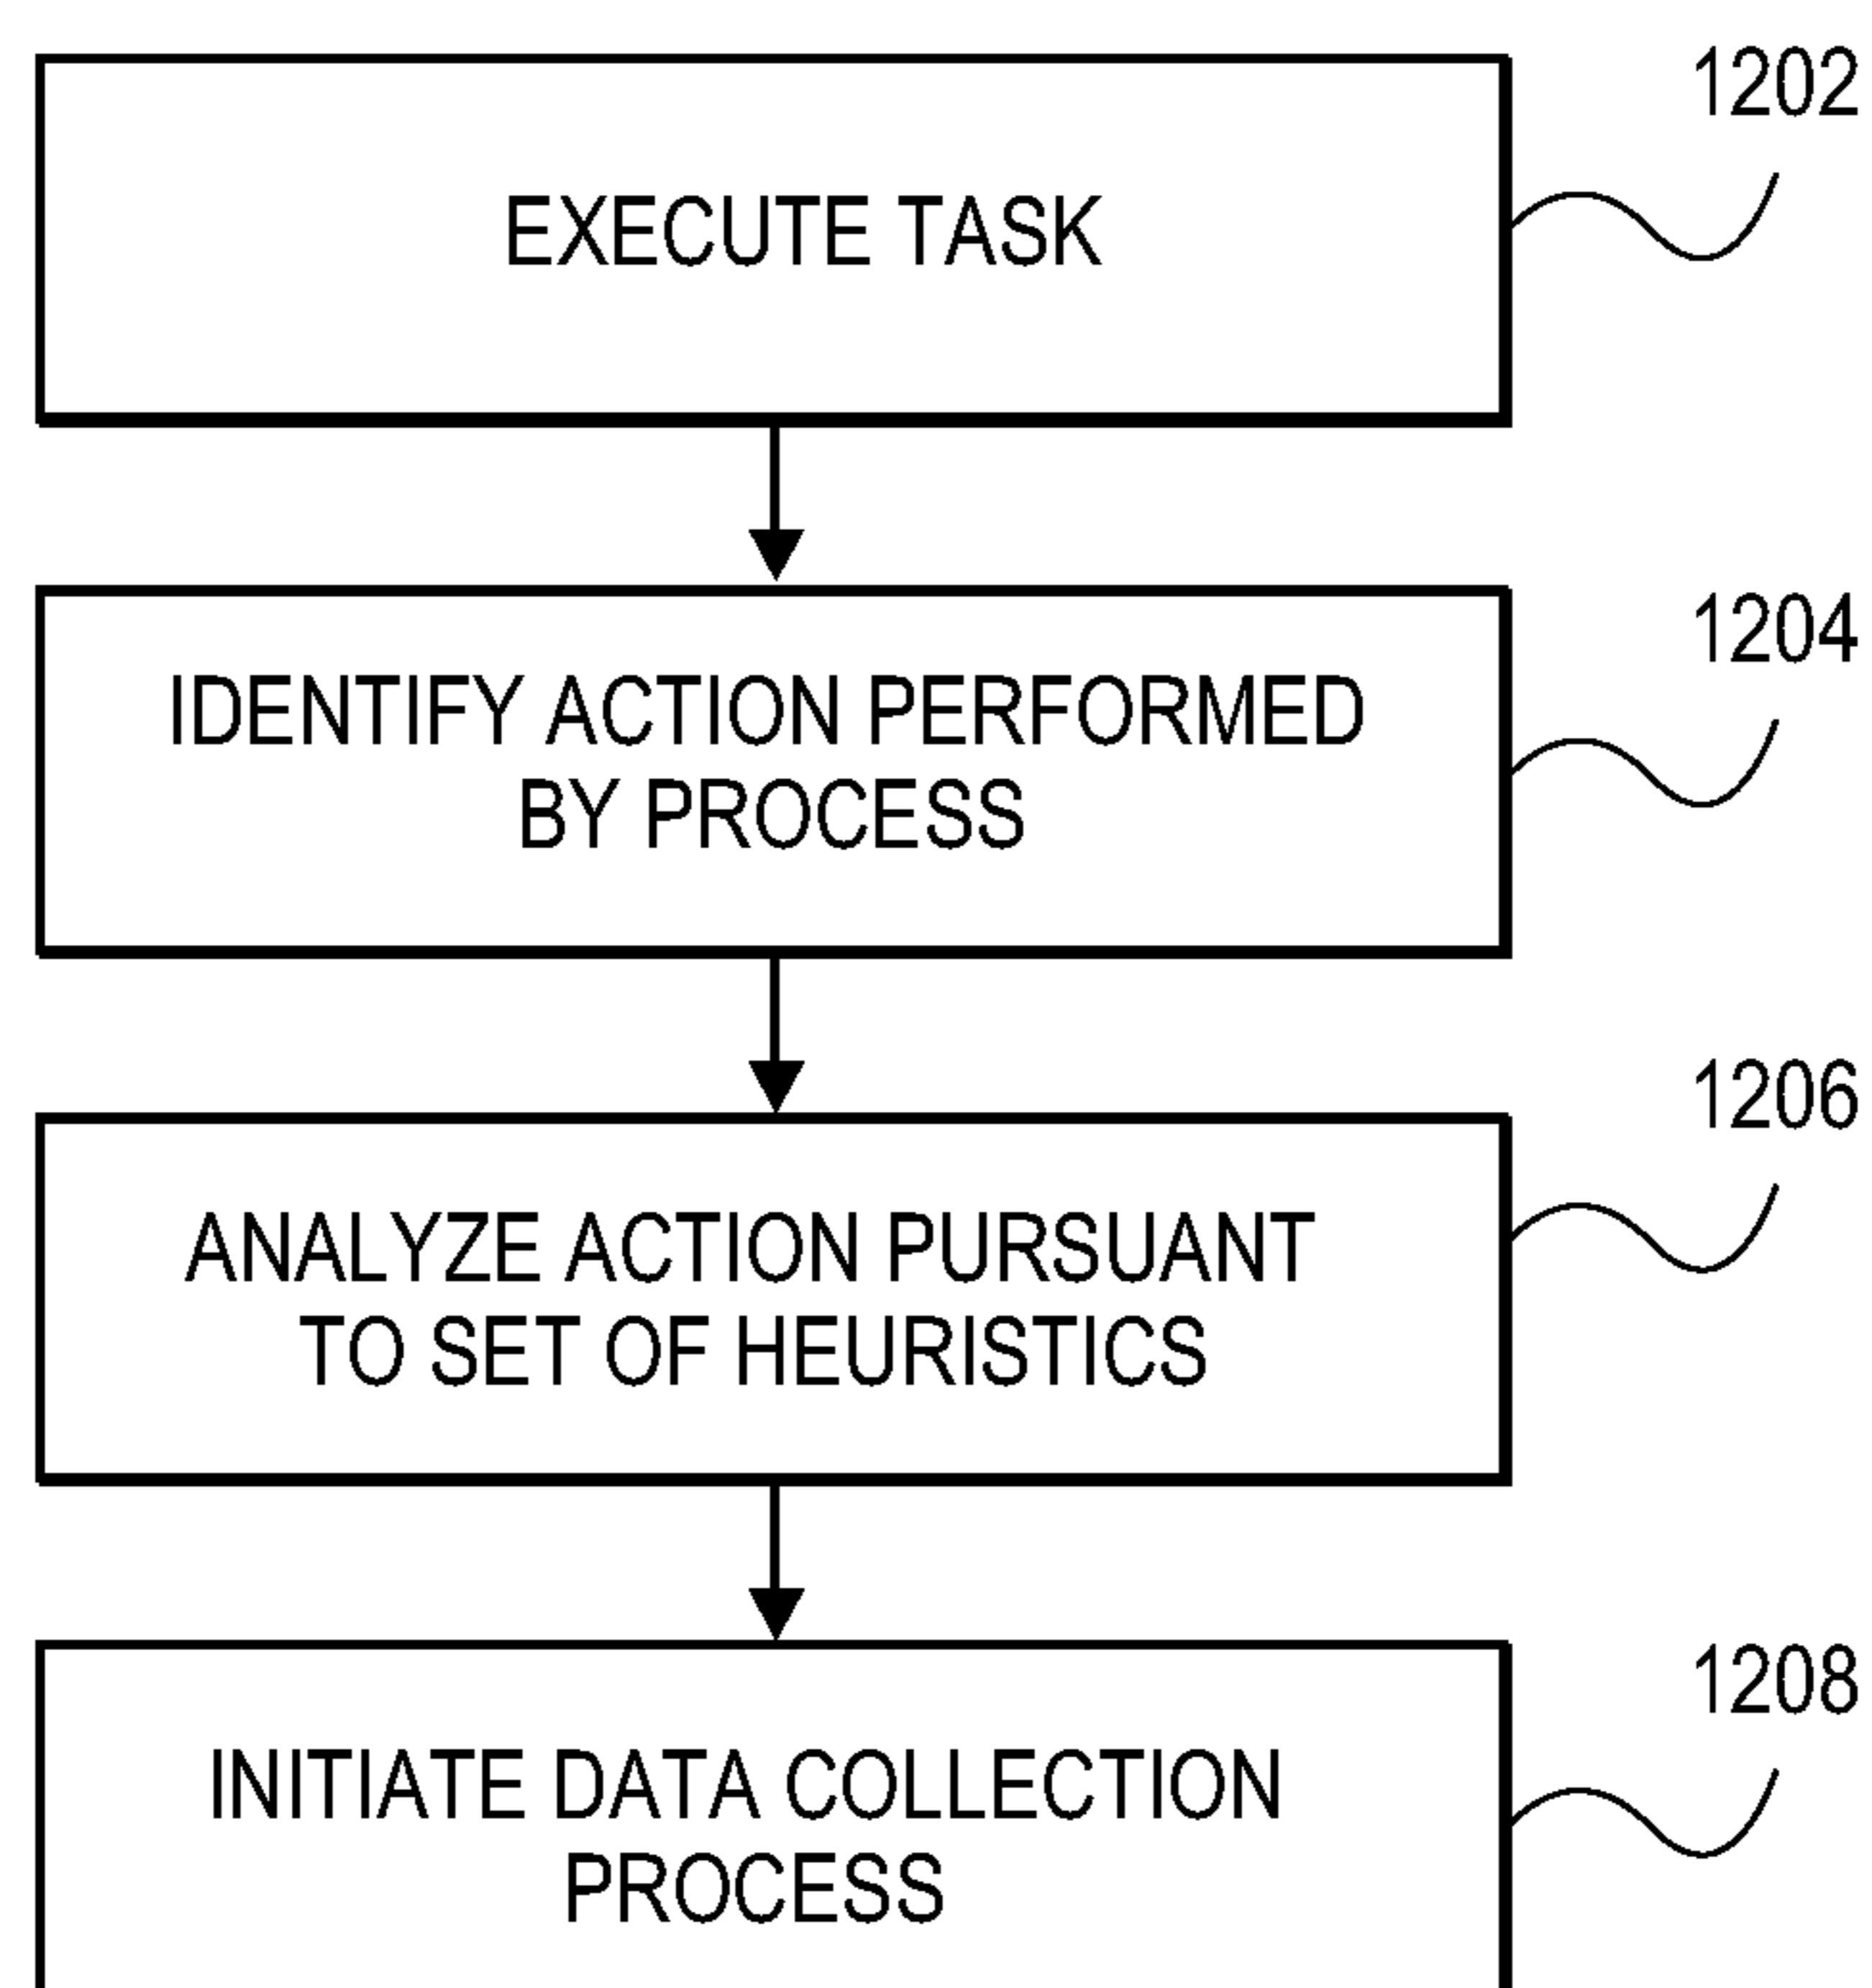 1202
EXECUTE TASK
1204
IDENTIFY ACTION PERFORMED
BY PROCESS
1206
ANALYZE ACTION PURSUANT
TO SET OF HEURISTICS
1208
INITIATE DATA COLLECTION
PROCESS